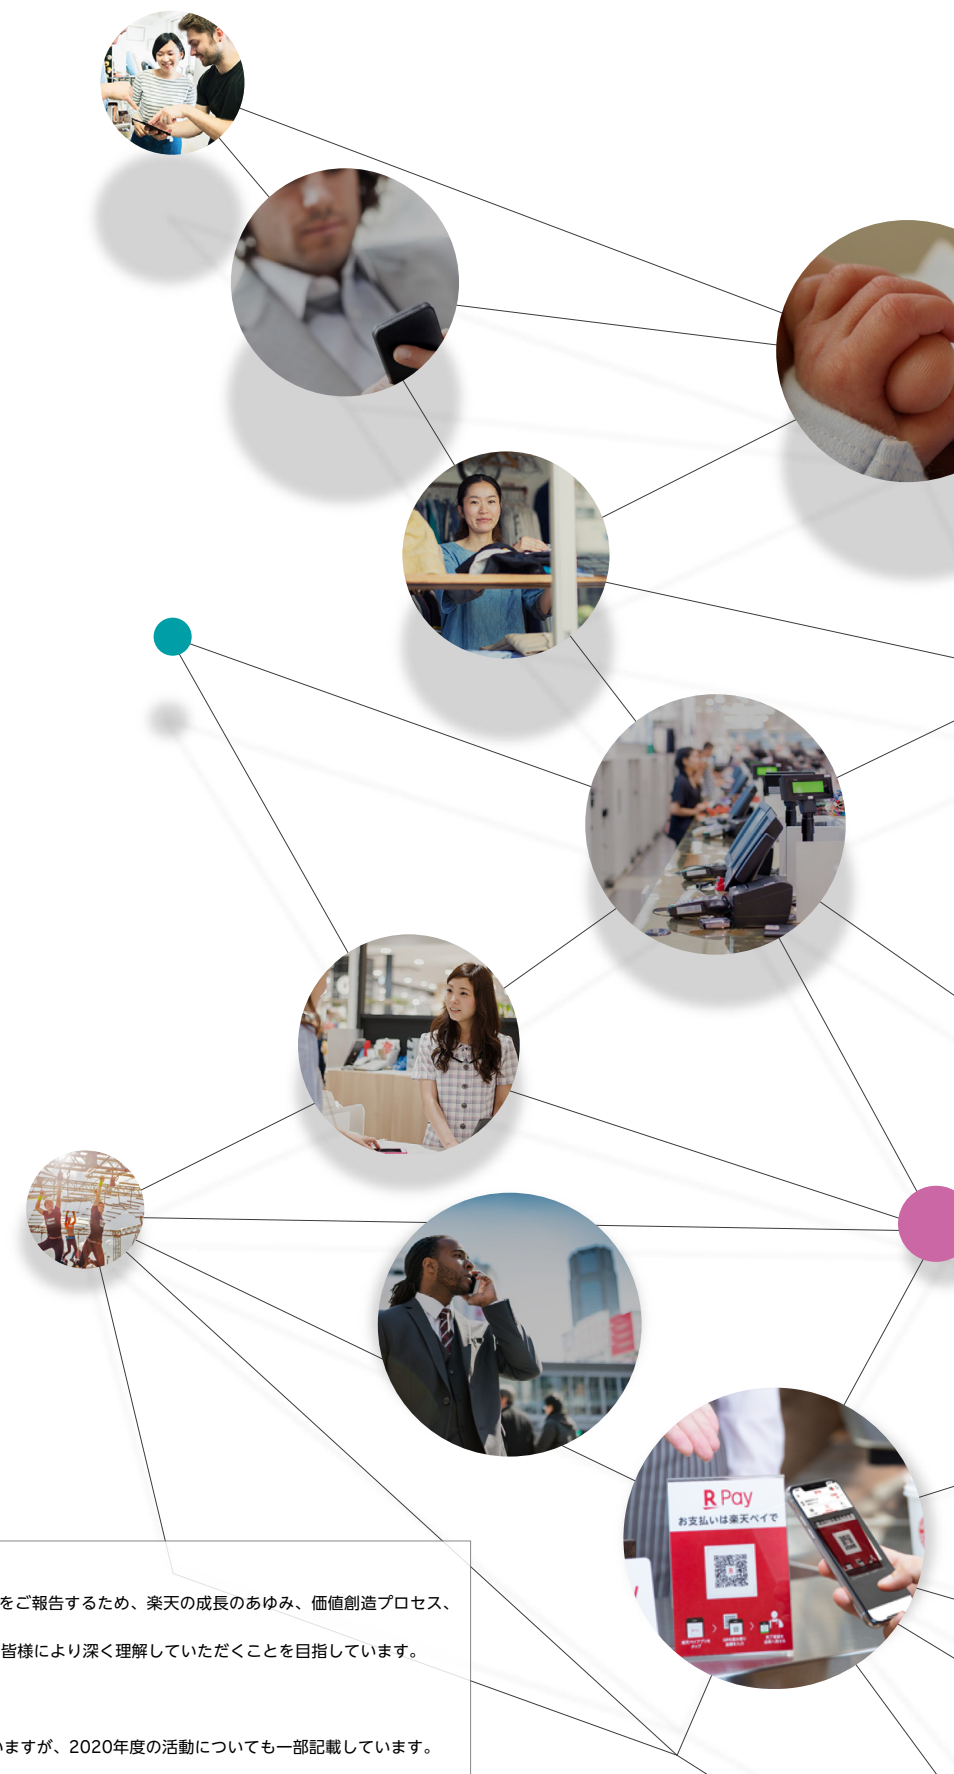 R Pay
お支払いは楽天ペイで
をご報告するため、楽天の成長のあゆみ、価値創造プロセス、
皆様により深く理解していただくことを目指しています。
いますが、2020年度の活動についても一部記載しています。